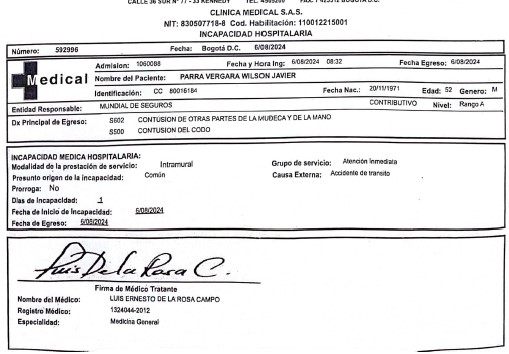 CALLE 36 SUR N° 77 - 33 KENNEDY TEL. 4505200
CLINICA MEDICAL S.A.S.
NIT: 830507718-8 Cod. Habilitación: 110012215001
INCAPACIDAD HOSPITALARIA
Número: 592996 Fecha: Bogotá D.C. 6/08/2024
Medical
Admision: 1060088 Fecha y Hora Ing: 6/08/2024 08:32 Fecha Egreso: 6/08/2024
Nombre del Paciente: PARRA VERGARA WILSON JAVIER
Identificación: CC 80016184 Fecha Nac.: 20/11/1971 Edad: 52 Genero: M
Entidad Responsable: MUNDIAL DE SEGUROS CONTRIBUTIVO Nivel: Rango A
Dx Principal de Egreso: S602 CONTUSION DE OTRAS PARTES DE LA MUÐECA Y DE LA MANO
S500 CONTUSION DEL CODO
INCAPACIDAD MEDICA HOSPITALARIA:
Modalidad de la prestación de servicio: Intramural Grupo de servicio: Atención Inmediata
Presunto origen de la incapacidad: Común Causa Externa: Accidente de transito
Prorroga: No
Dias de Incapacidad: 1
Fecha de Inicio de Incapacidad: 6/08/2024
Fecha de Egreso: 6/08/2024
Luis De la Rosa C.
Firma de Médico Tratante
Nombre del Médico: LUIS ERNESTO DE LA ROSA CAMPO
Registro Médico: 1324044-2012
Especialidad: Medicina General